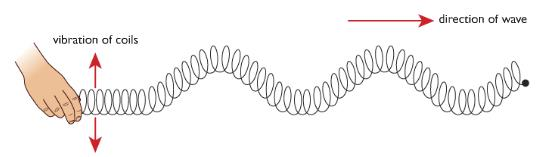 direction of wave
vibration of coils